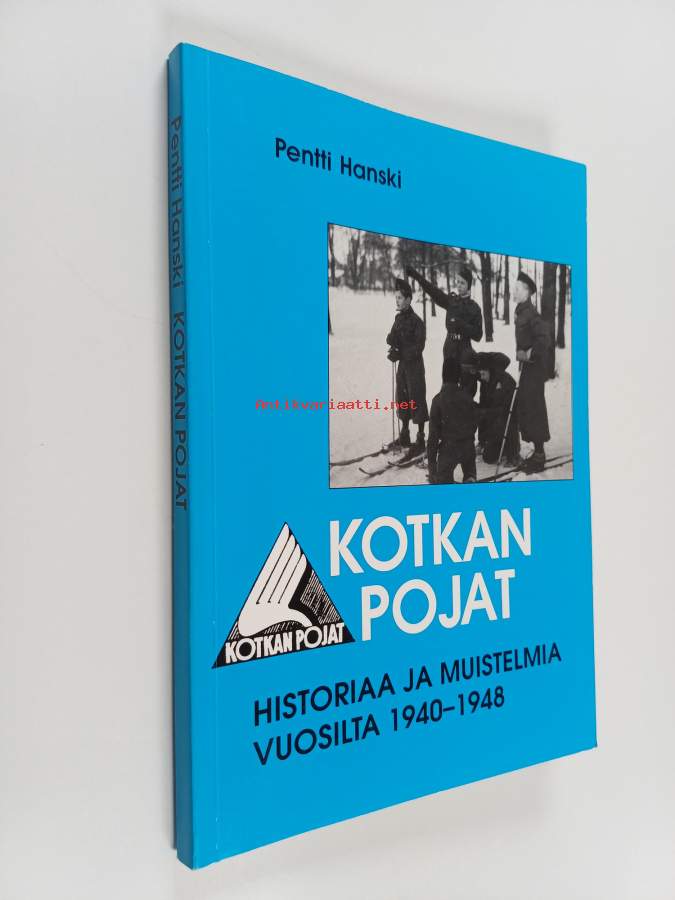 Pentti Hanski KOTKAN POJAT
Pentti Hanski
Antikvariaatti.net
KOTKAN
POJAT
KOTKAN POJAT
HISTORIAA JA MUISTELMIA
VUOSILTA 1940–1948